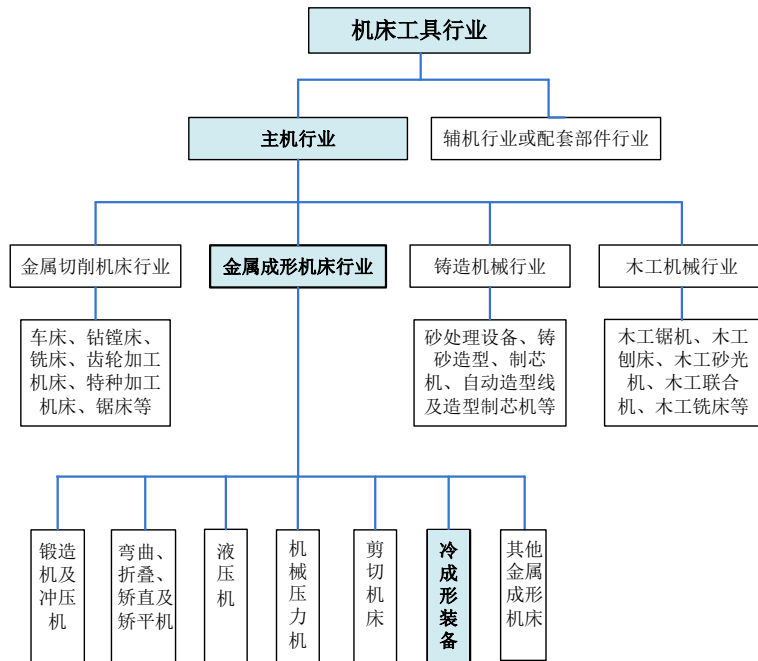 机床工具行业
主机行业
辅机行业或配套部件行业
金属切削机床行业
金属成形机床行业
铸造机械行业
木工机械行业
车床、钻镗床、
铣床、齿轮加工
机床、特种加工
机床、锯床等
砂处理设备、铸
砂造型、制芯
机、自动造型线
及造型制芯机等
木工锯机、木工
刨床、木工砂光
机、木工联合
机、木工铣床等
锻造
机及
冲压
机
弯曲、
折叠、
矫直及
矫平机
液
压
机
机
械
压
力
机
剪
切
机
床
冷
成
形
装
备
其他
金属
成形
机床